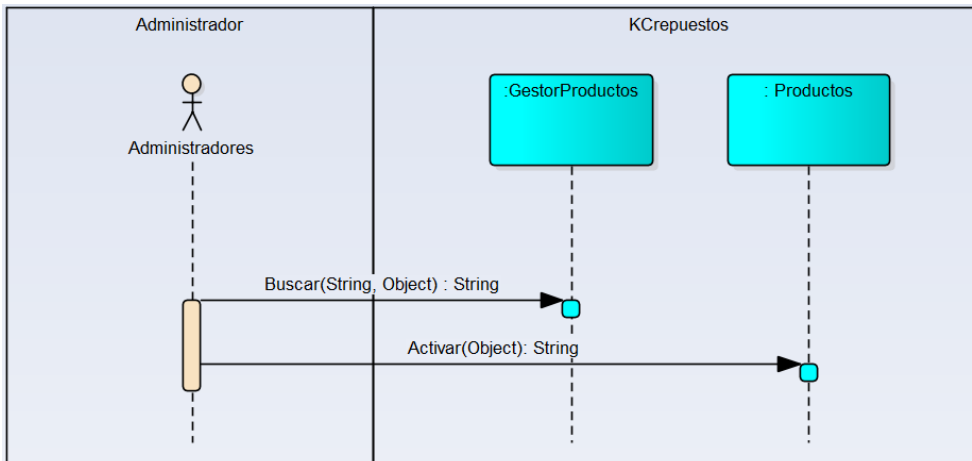 Administrador
KCrepuestos
Administradores
:GestorProductos
: Productos
Buscar(String, Object) : String
Activar(Object): String